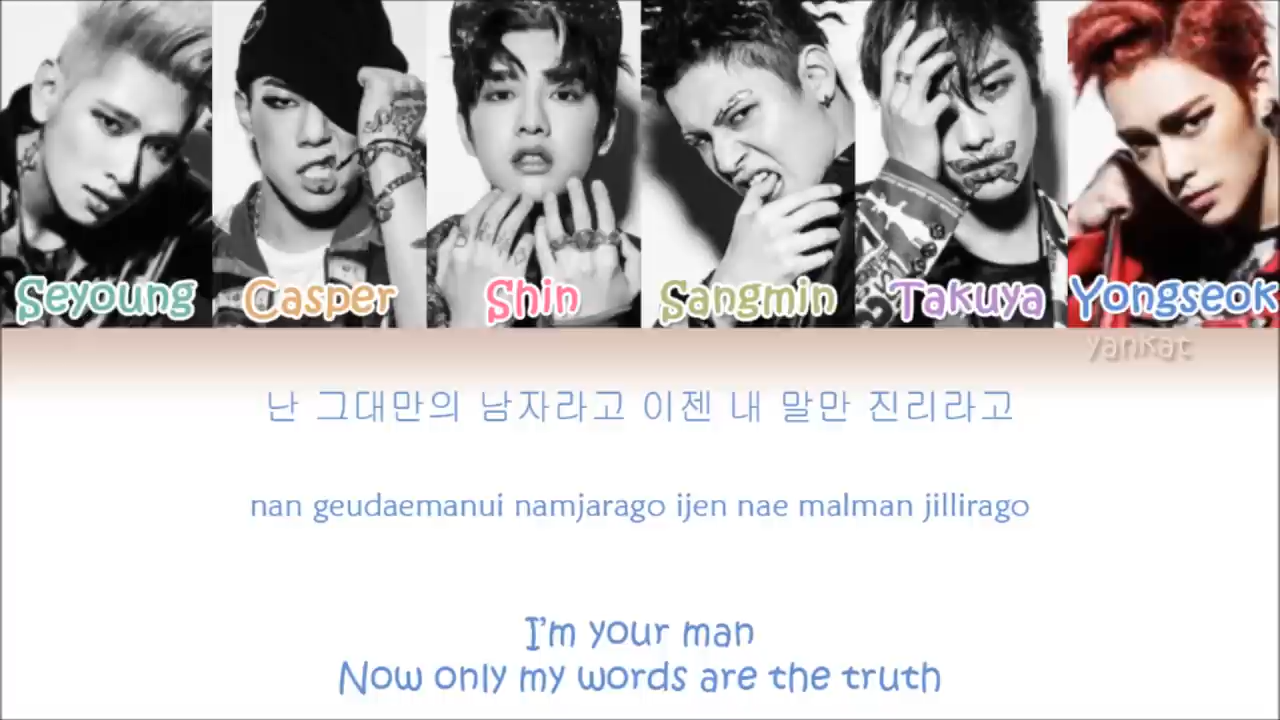 Seyoung Casper Shin Sangmin Takuya Yongseok
yankat
난 그대만의 남자라고 이젠 내 말만 진리라고
nan geudaemanui namjarago ijen nae malman jillirago
I'm your man
Now only my words are the truth